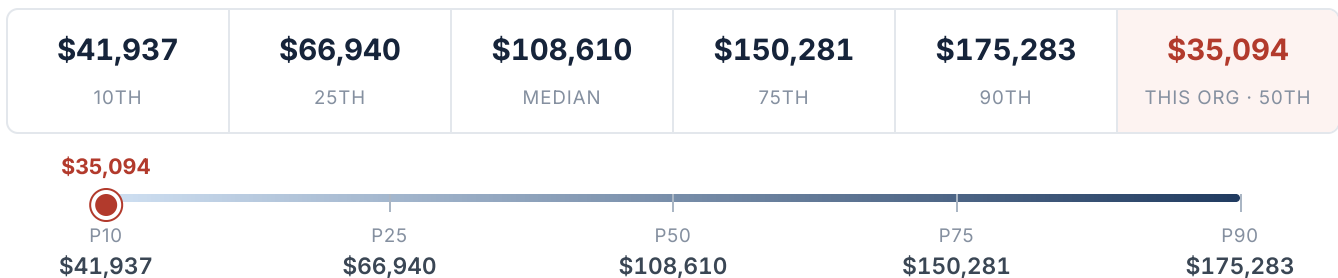 $41,937 $66,940 $108,610 $150,281 $175,283 $35,094
10TH 25TH MEDIAN 75TH 90TH THIS ORG · 50TH
$35,094
P10 P25 P50 P75 P90
$41,937 $66,940 $108,610 $150,281 $175,283